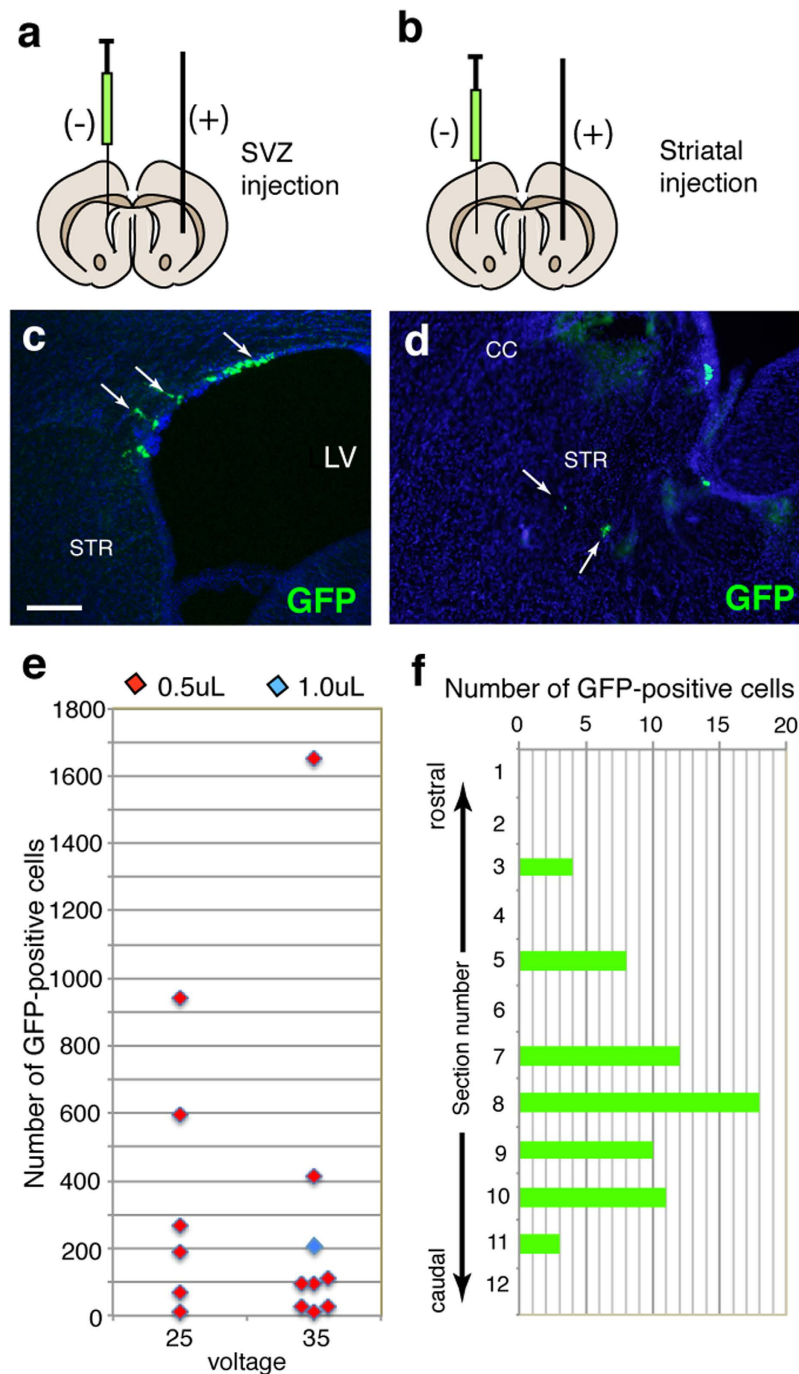 a
b
(-)
(+)
SVZ
injection
(-)
(+)
Striatal
injection
c
LV
STR
GFP
d
CC
STR
GFP
e
0.5uL
1.0uL
Number of GFP-positive cells
1800
1600
1400
1200
1000
800
600
400
200
0
25
35
voltage
f
Number of GFP-positive cells
0
5
10
15
20
rostral
Section number
caudal
1
2
3
4
5
6
7
8
9
10
11
12